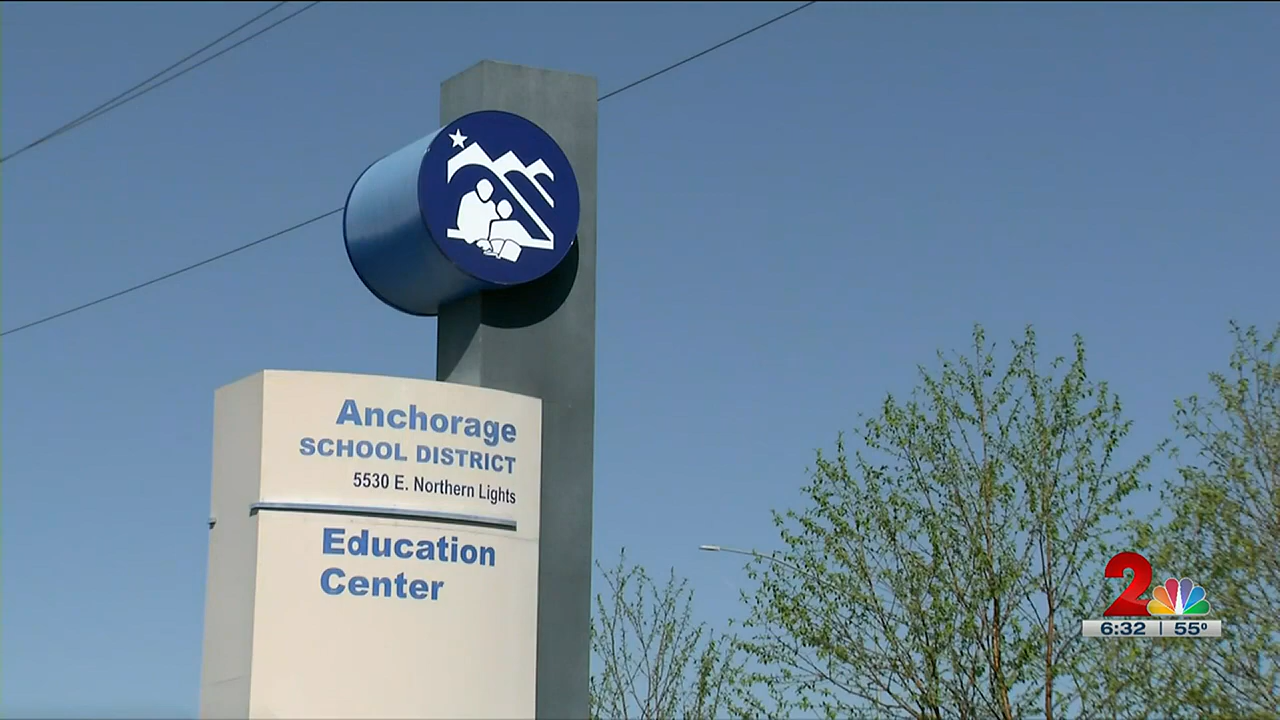 Anchorage
SCHOOL DISTRICT
5530 E. Northern Lights
Education
Center
2
6:32 | 55°